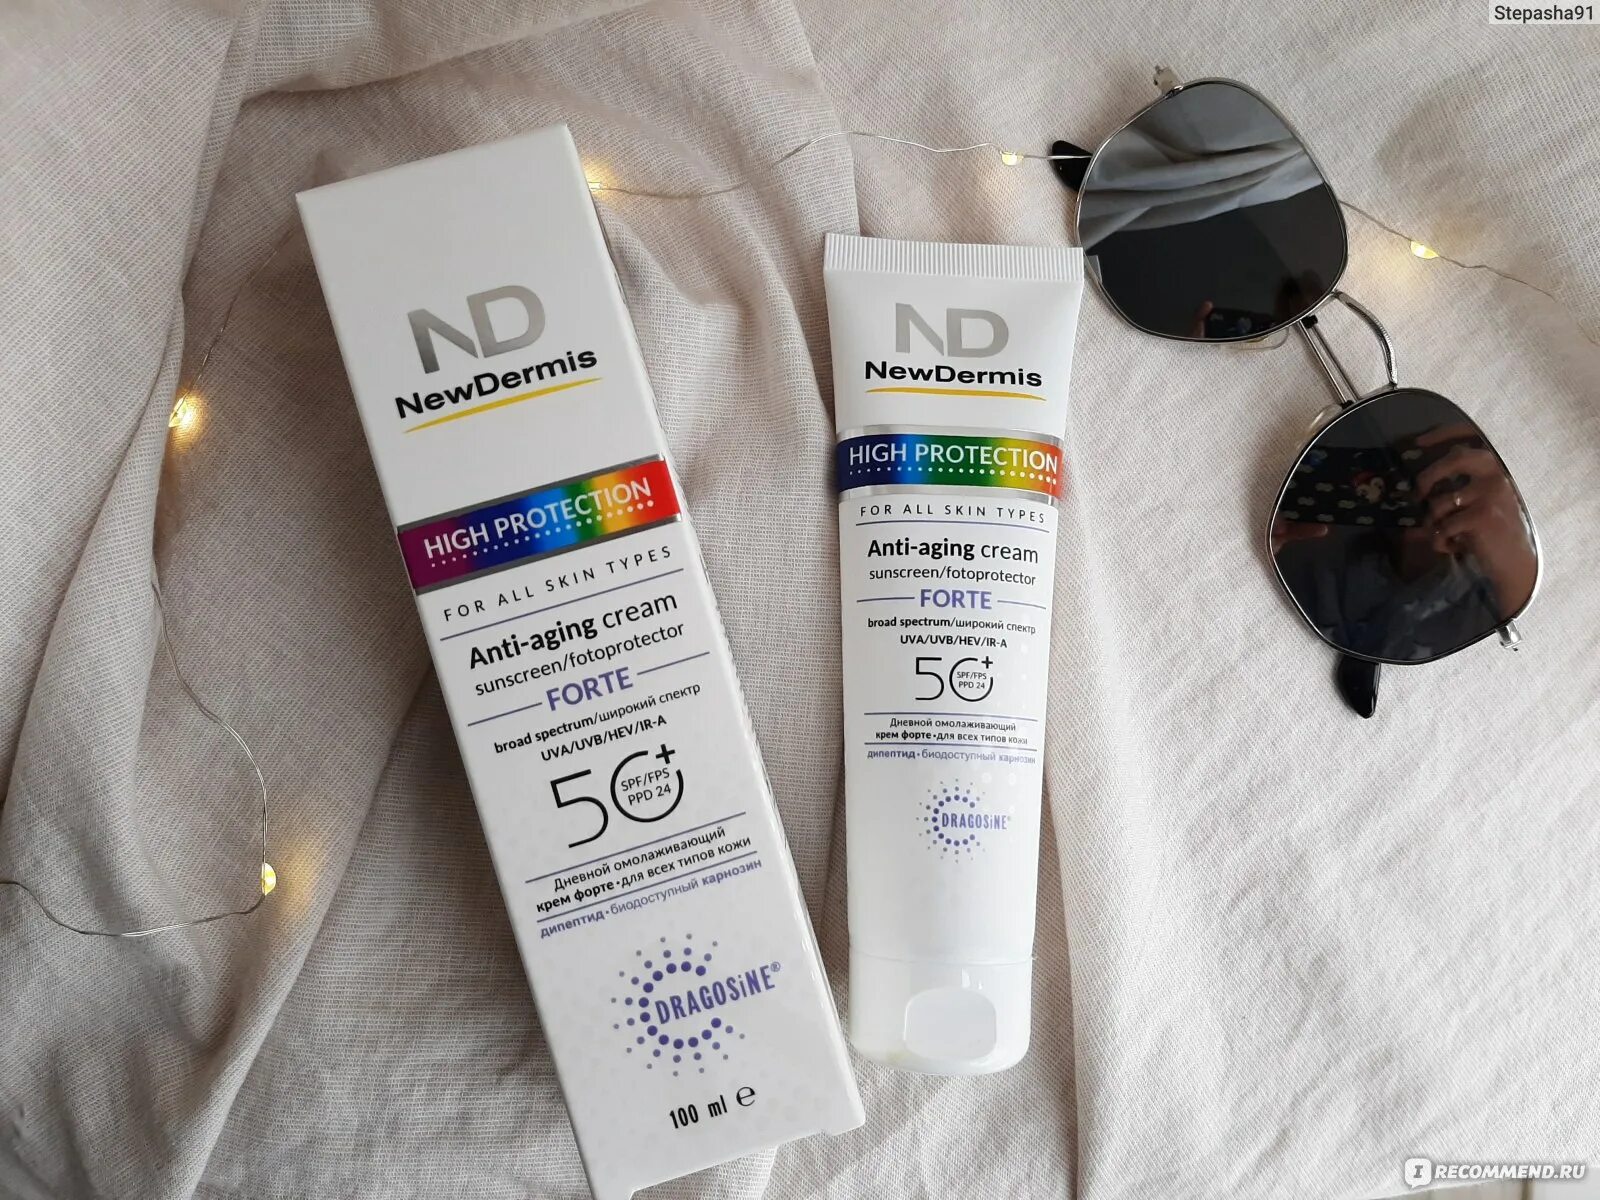 Stepasha91
ND
NewDermis
HIGH PROTECTION
FOR ALL SKIN TYPES
Anti-aging cream
sunscreen/fotoprotector
FORTE
broad spectrum/широкий спектр
UVA/UVB/HEV/IR-A
50+
SPF/FPS
PPD 24
Дневной омолаживающий
крем форте•для всех типов кожи
дипептид•биодоступный карнозин
DRAGOSiNE®
100 ml ℮
ND
NewDermis
HIGH PROTECTION
FOR ALL SKIN TYPES
Anti-aging cream
sunscreen/fotoprotector
FORTE
broad spectrum/широкий спектр
UVA/UVB/HEV/IR-A
50+
SPF/FPS
PPD 24
Дневной омолаживающий
крем форте•для всех типов кожи
дипептид•биодоступный карнозин
DRAGOSiNE®
IRECOMMEND.RU